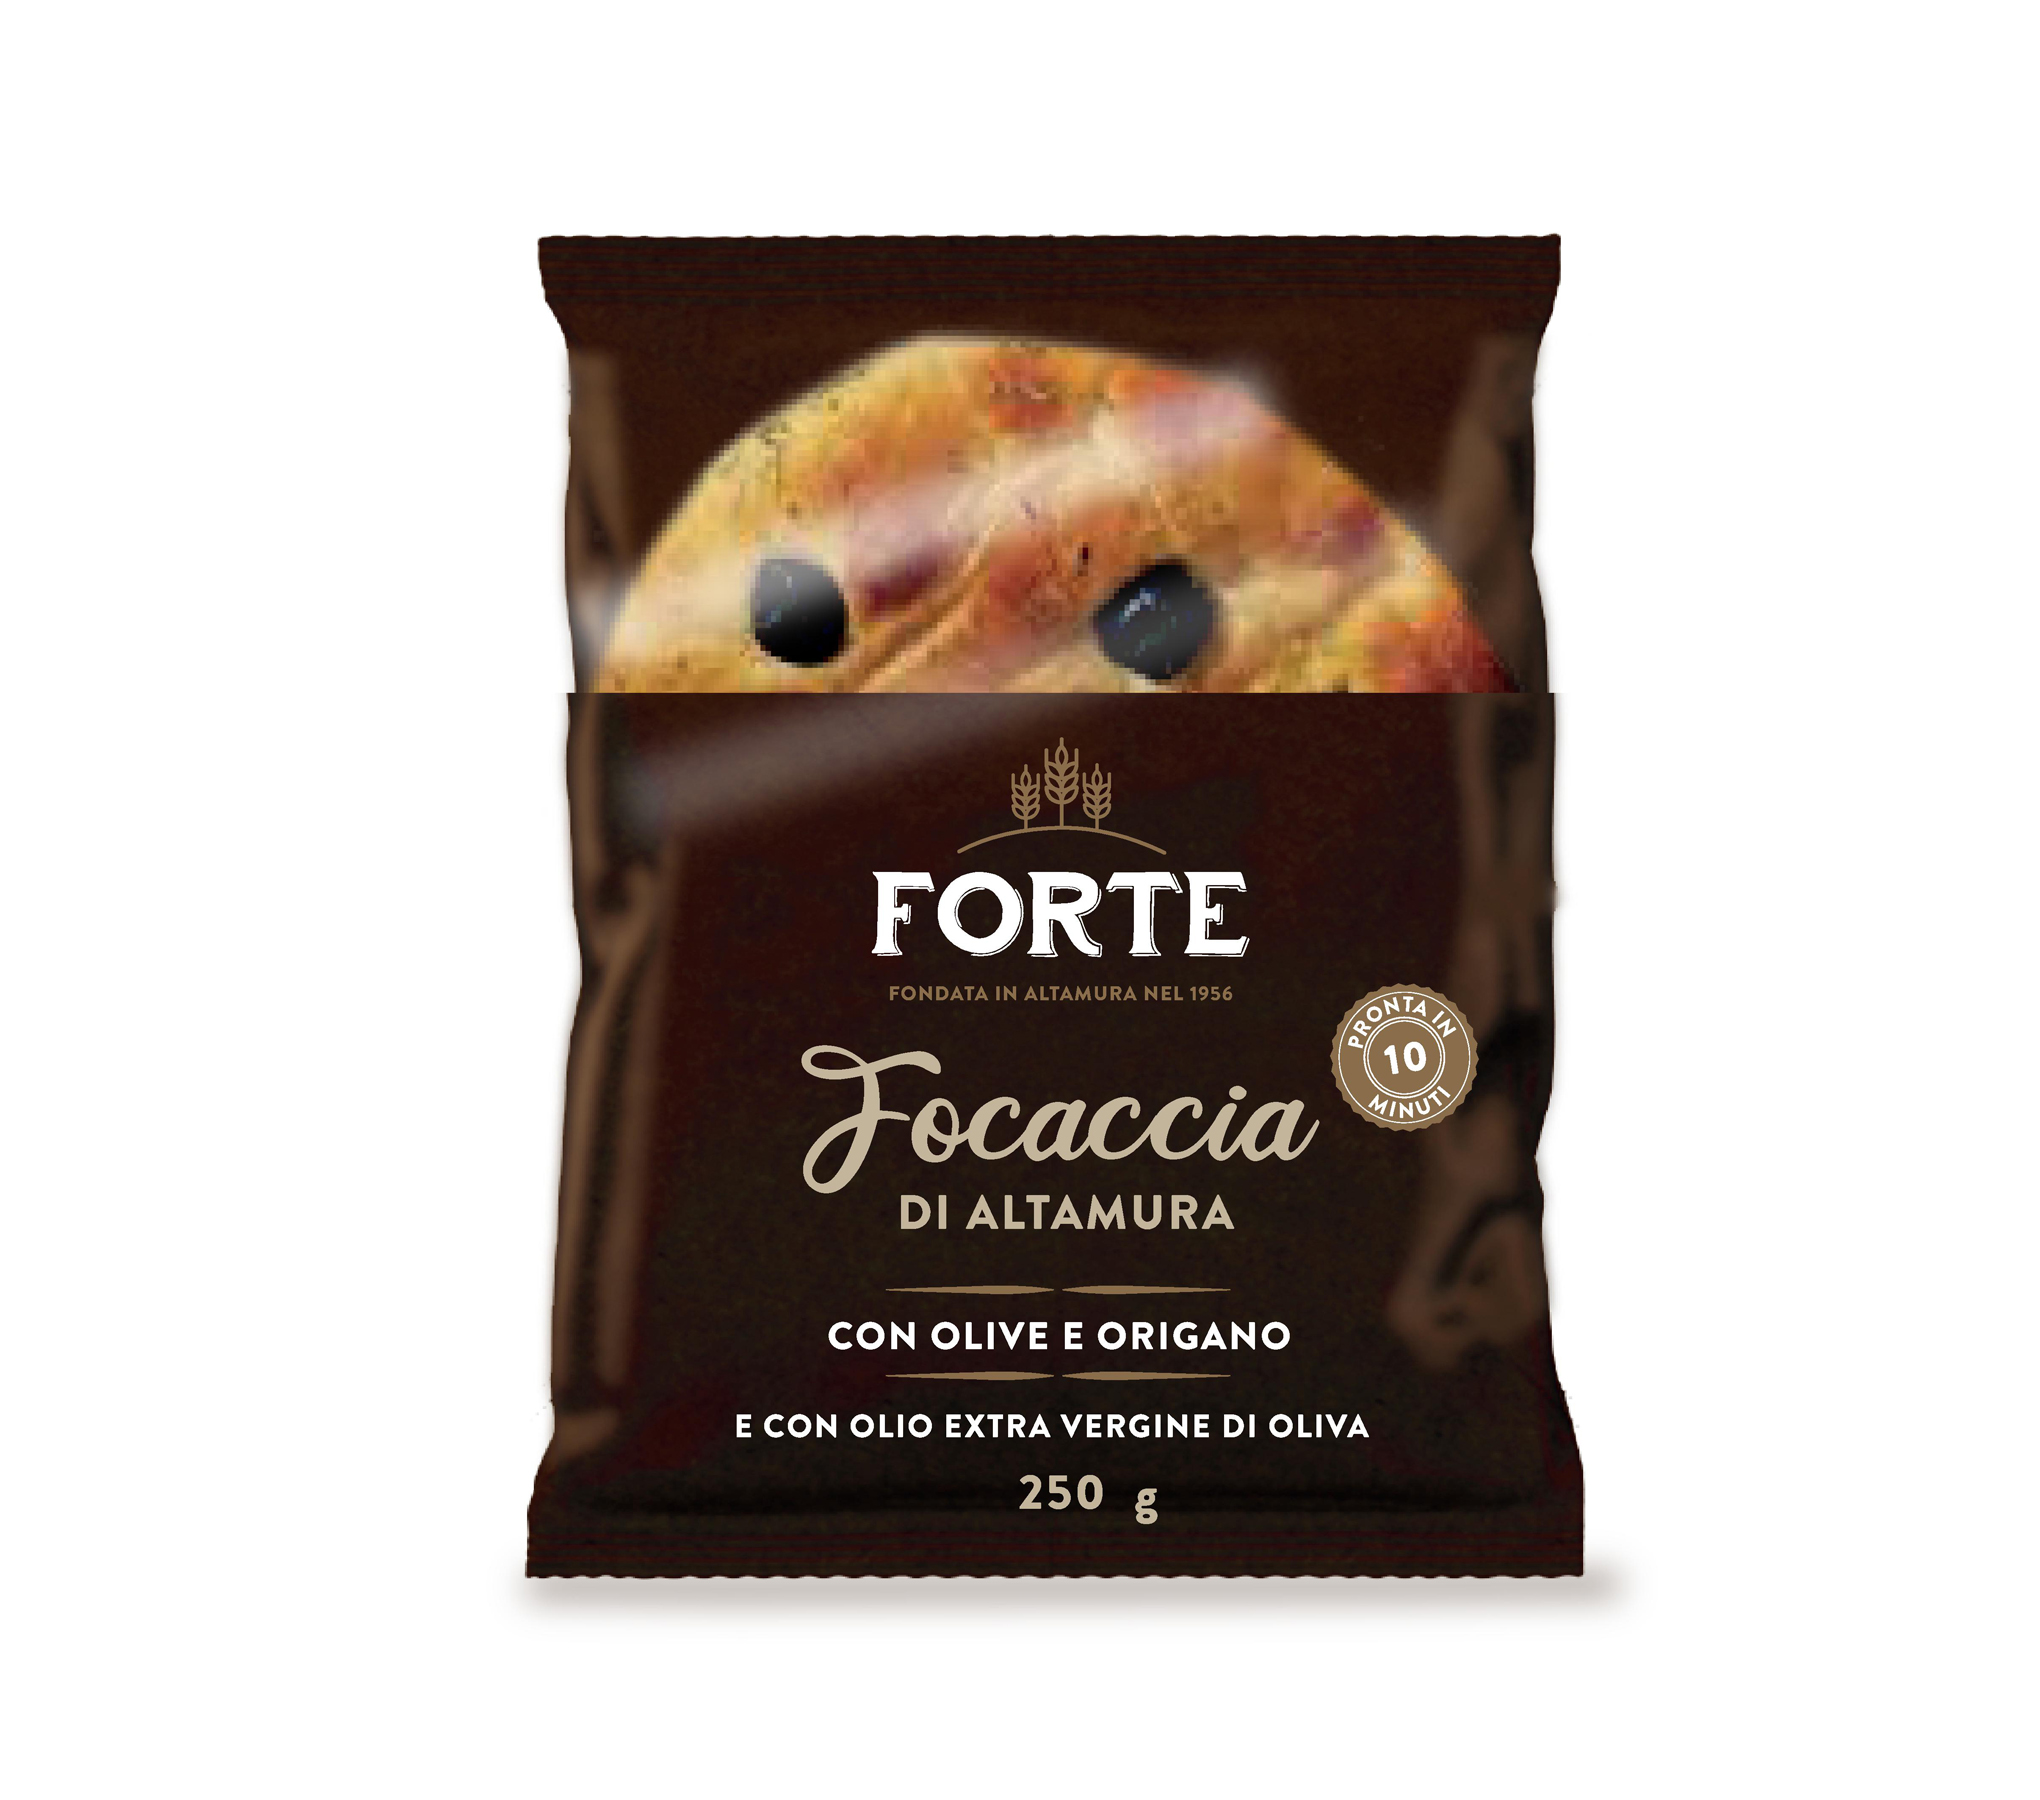 FORTE
FONDATA IN ALTAMURA NEL 1956
PRONTA IN
10
MINUTI
Focaccia
DI ALTAMURA
CON OLIVE E ORIGANO
E CON OLIO EXTRA VERGINE DI OLIVA
250 g